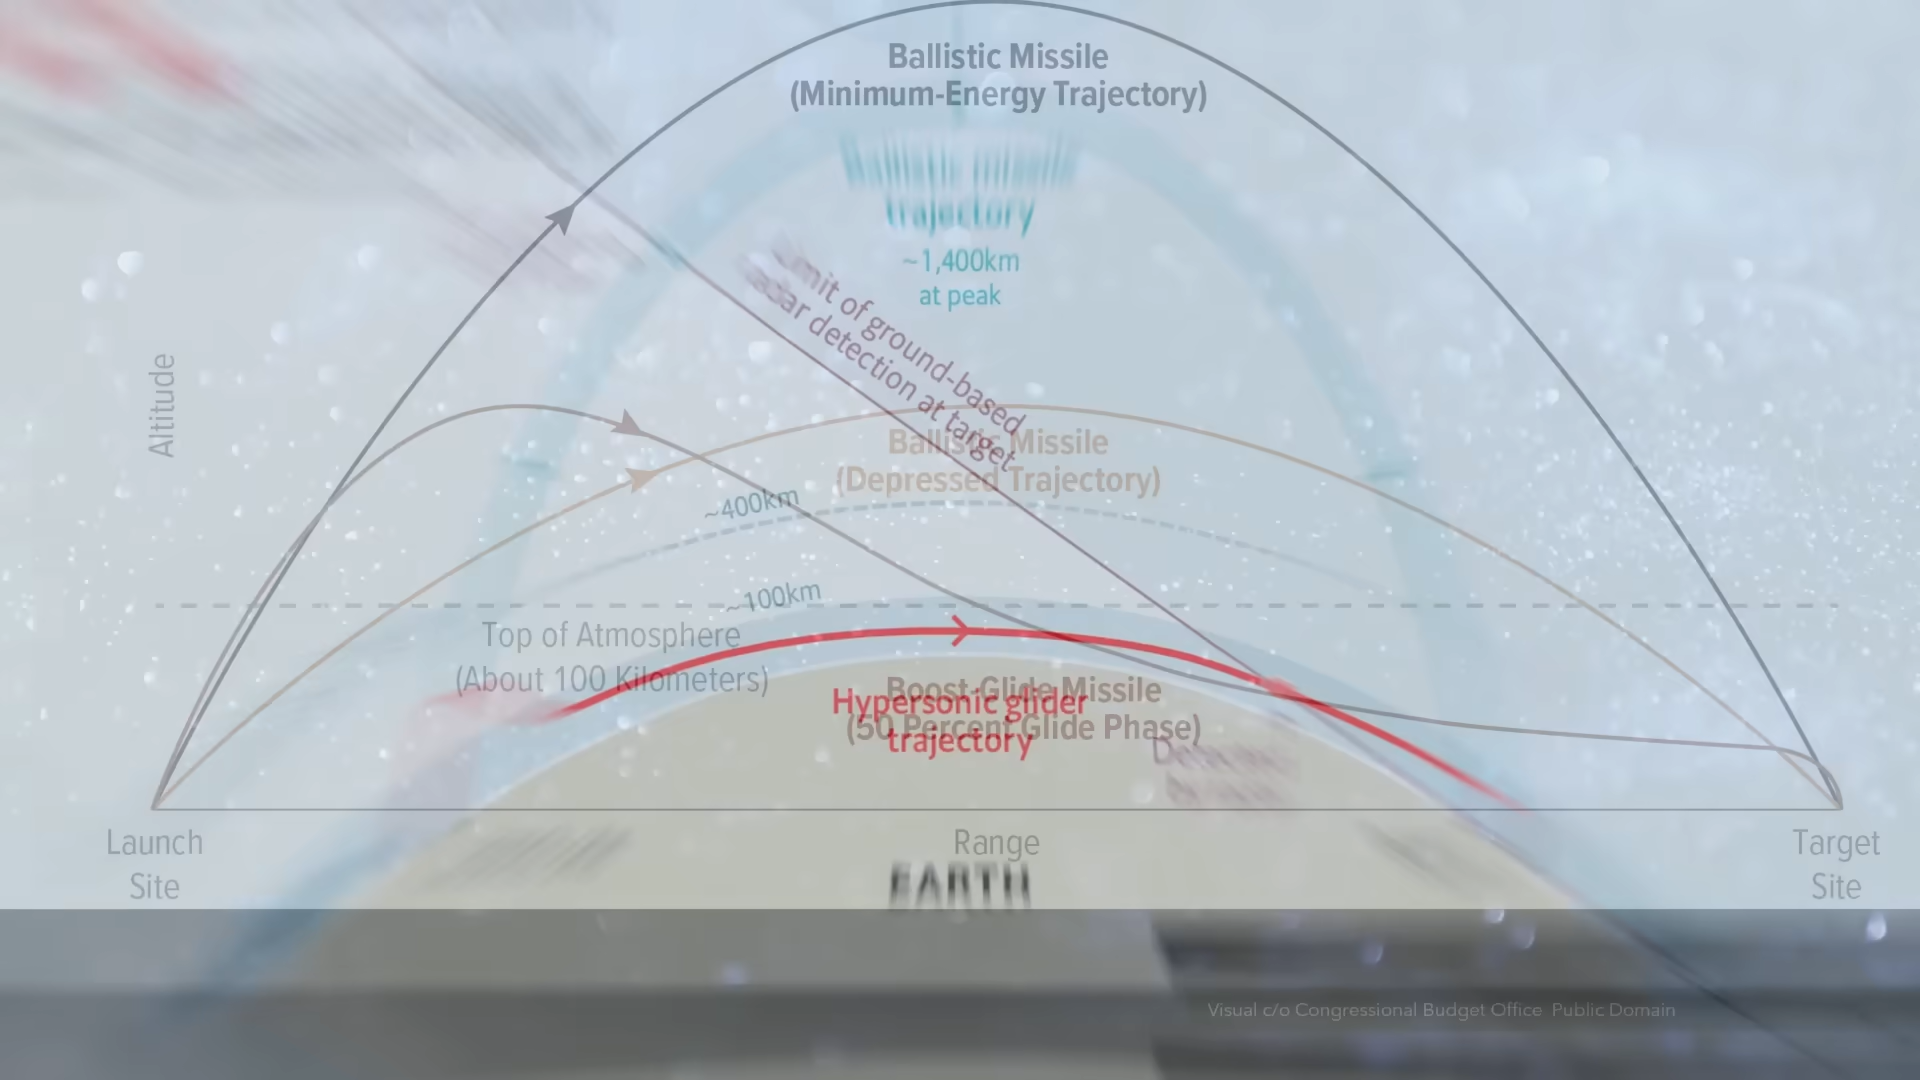 Ballistic Missile
(Minimum-Energy Trajectory)
trajectory
~1,400km
at peak
Limit of ground-based
radar detection at target
Altitude
Ballistic Missile
(Depressed Trajectory)
~400km
~100km
Top of Atmosphere
(About 100 Kilometers)
Boost-Glide Missile
(50 Percent Glide Phase)
Hypersonic glider
trajectory
Launch
Site
Range
Target
Site
EARTH
Visual c/o Congressional Budget Office Public Domain